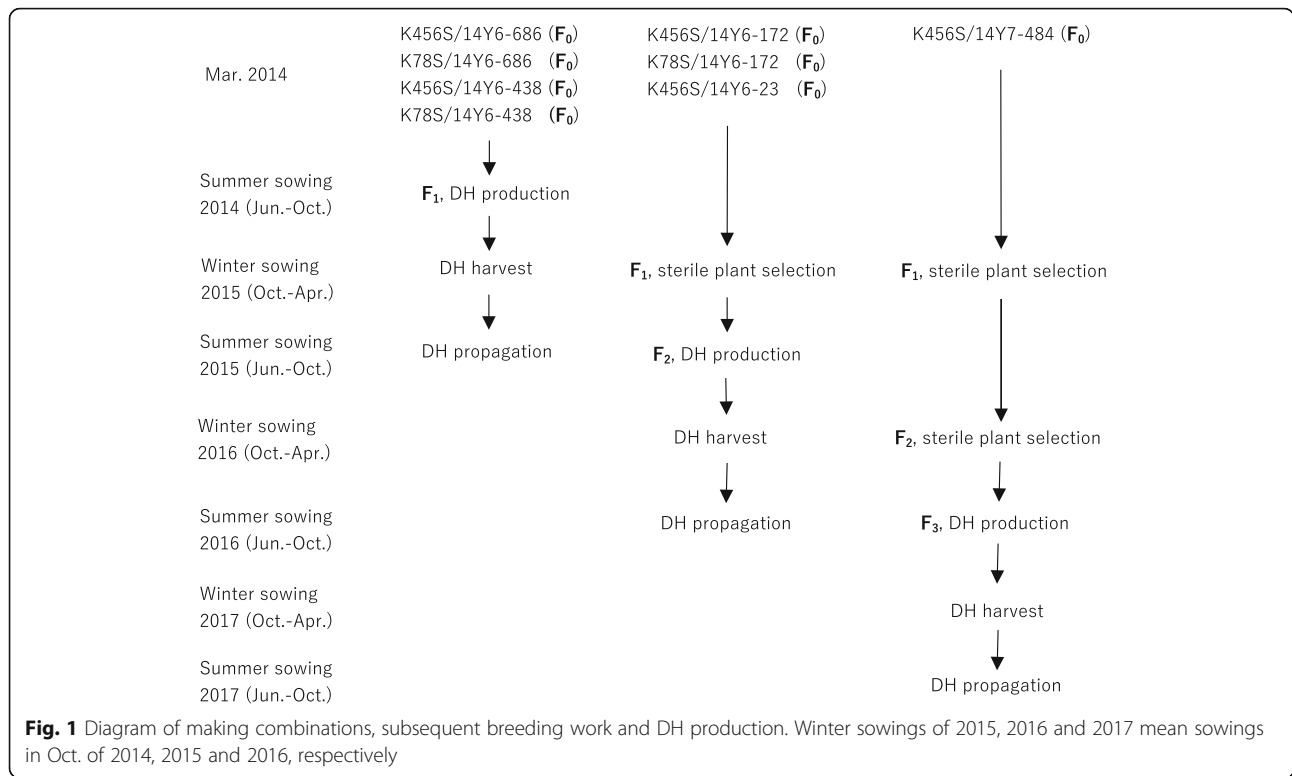 K456S/14Y6-686 (F0)
K78S/14Y6-686 (F0)
K456S/14Y6-438 (F0)
K78S/14Y6-438 (F0)
K456S/14Y6-172 (F0)
K78S/14Y6-172 (F0)
K456S/14Y6-23 (F0)
K456S/14Y7-484 (F0)
Mar. 2014
Summer sowing
2014 (Jun.-Oct.)
F1, DH production
Winter sowing
2015 (Oct.-Apr.)
DH harvest
F1, sterile plant selection
F1, sterile plant selection
Summer sowing
2015 (Jun.-Oct.)
DH propagation
F2, DH production
Winter sowing
2016 (Oct.-Apr.)
DH harvest
F2, sterile plant selection
Summer sowing
2016 (Jun.-Oct.)
DH propagation
F3, DH production
Winter sowing
2017 (Oct.-Apr.)
DH harvest
Summer sowing
2017 (Jun.-Oct.)
DH propagation
Fig. 1 Diagram of making combinations, subsequent breeding work and DH production. Winter sowings of 2015, 2016 and 2017 mean sowings
in Oct. of 2014, 2015 and 2016, respectively